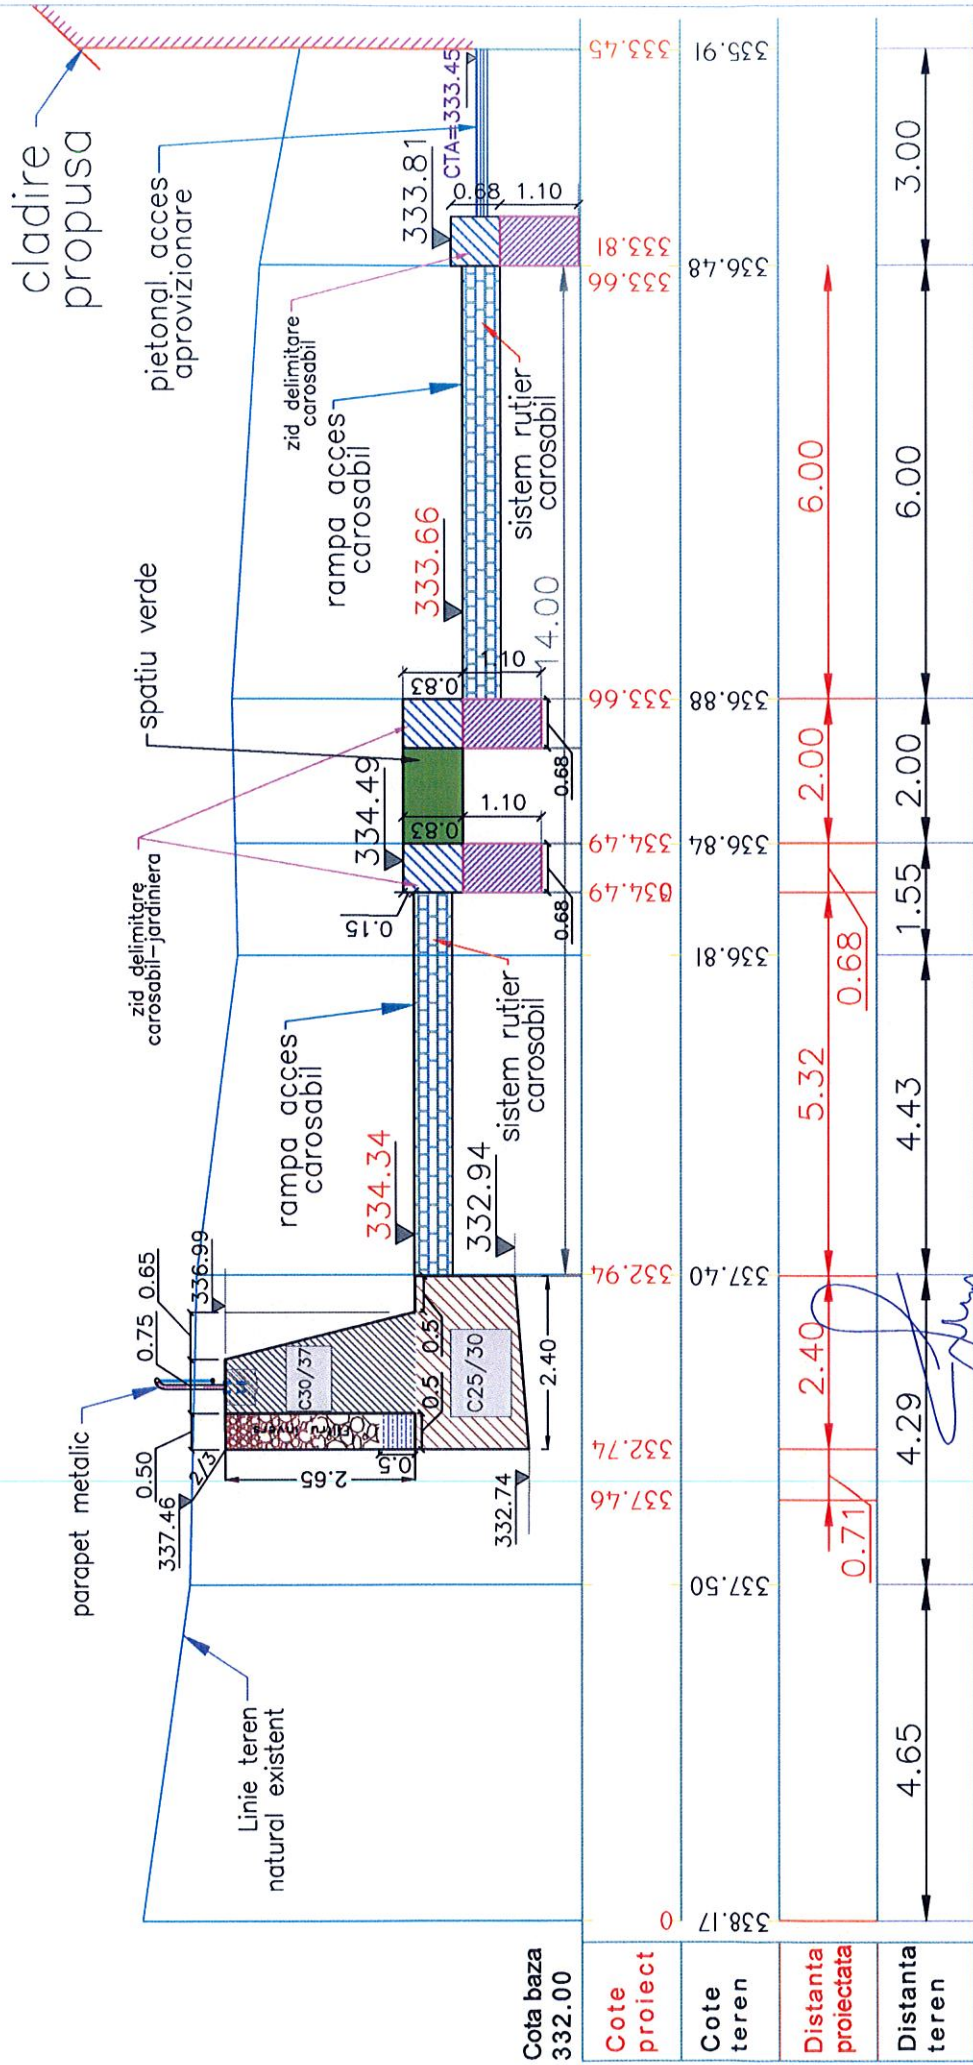 cladire
propusa
pietonal acces
aprovizionare
CTA=333.45
333.81
0.68
1.10
zid delimitare
carosabil
rampa acces
carosabil
333.66
sistem rutier
carosabil
14.00
spatiu verde
334.49
0.83
1.10
0.83
1.10
0.68
0.68
0.15
zid delimitare
carosabil-jardiniera
rampa acces
carosabil
334.34
332.94
sistem rutier
carosabil
parapet metalic
0.50
0.75
0.65
336.99
337.46
2/3
2.65
Filtru invers
C30/37
C25/30
0.5
0.5
0.5
2.40
332.74
Linie teren
natural existent
Cota baza
332.00
Cote
proiect
0
337.46
332.74
332.94
334.49
334.49
333.66
333.66
333.81
333.45
Cote
teren
338.17
337.50
337.40
336.81
336.84
336.88
336.48
335.91
Distanta
proiectata
0.71
2.40
5.32
0.68
2.00
6.00
Distanta
teren
4.65
4.29
4.43
1.55
2.00
6.00
3.00